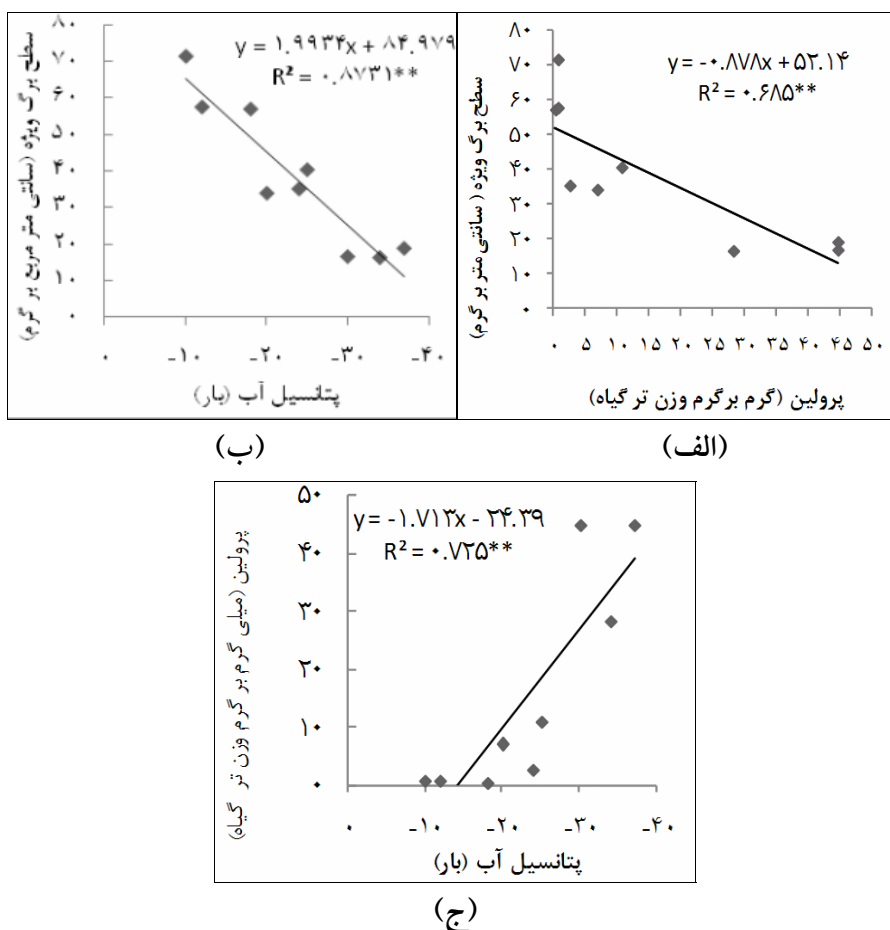 ۸۰
۷۰
۶۰
۵۰
۴۰
۳۰
۲۰
۱۰
۰
سطح برگ ویژه (سانتی متر بر گرم)
y = -۰.۸۷۸x + ۵۲.۱۴
R² = ۰.۶۸۵**
۰ ۵ ۱۰ ۱۵ ۲۰ ۲۵ ۳۰ ۳۵ ۴۰ ۴۵ ۵۰
پرولین (گرم برگرم وزن تر گیاه)
(الف)
۸۰
۷۰
۶۰
۵۰
۴۰
۳۰
۲۰
۱۰
۰
سطح برگ ویژه (سانتی متر مربع بر گرم)
y = ۱.۹۹۳۴x + ۸۴.۹۷۹
R² = ۰.۸۷۳۱**
۰ -۱۰ -۲۰ -۳۰ -۴۰
پتانسیل آب (بار)
(ب)
۵۰
۴۰
۳۰
۲۰
۱۰
۰
پرولین (میلی گرم بر گرم وزن تر گیاه)
y = -۱.۷۱۳x - ۲۴.۳۹
R² = ۰.۷۲۵**
۰ -۱۰ -۲۰ -۳۰ -۴۰
پتانسیل آب (بار)
(ج)